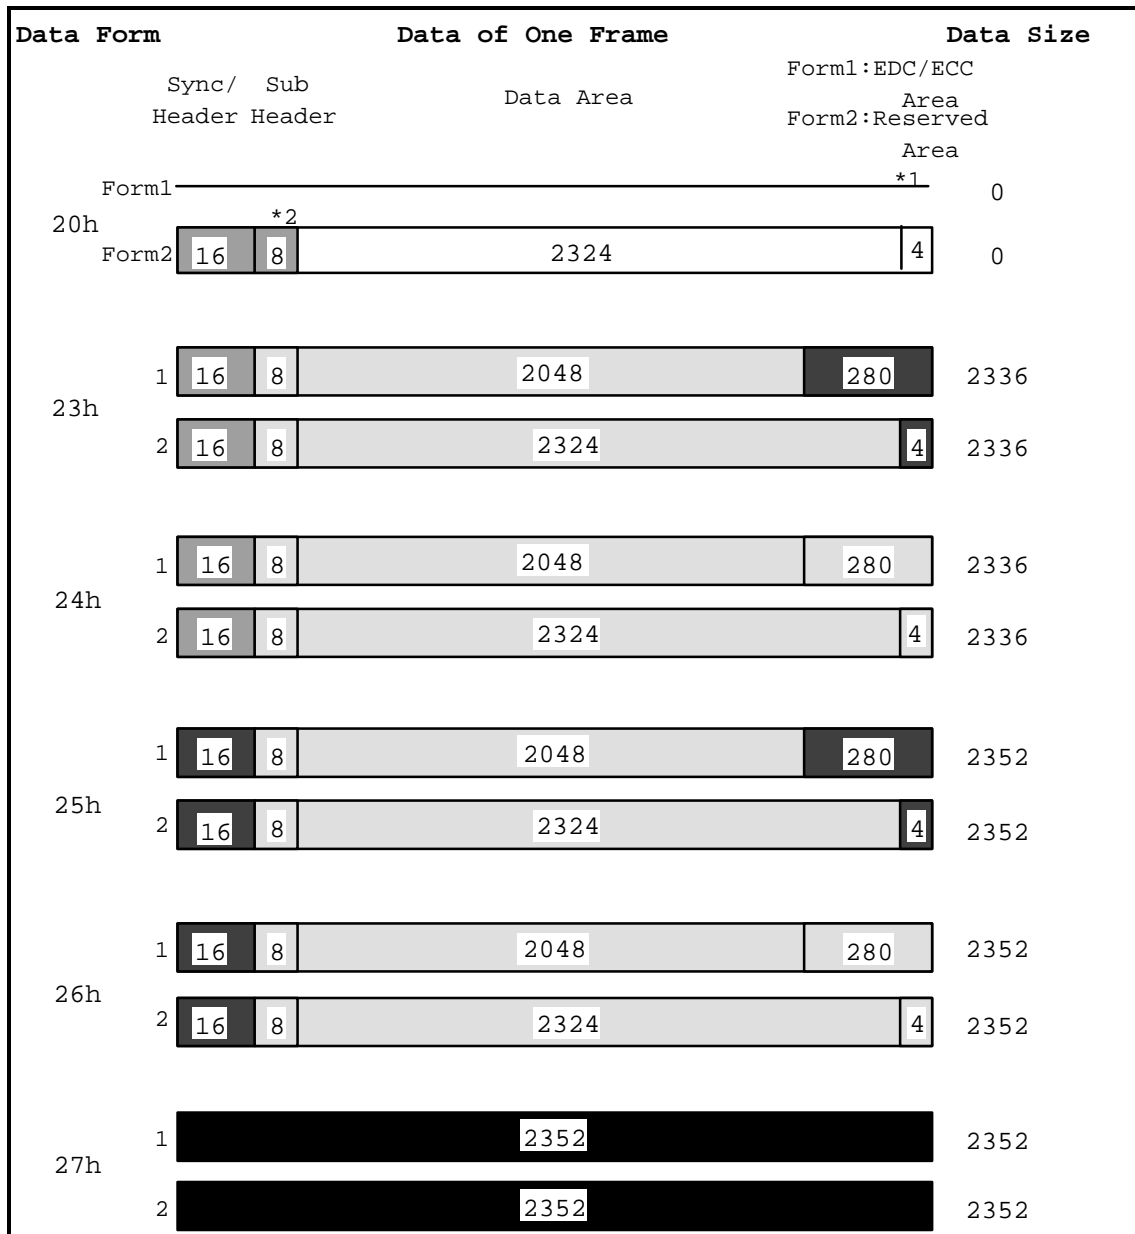 Data Form Data of One Frame Data Size
Sync/ Sub Data Area Form1:EDC/ECC
Header Header Area
Form2:Reserved
Area
Form1 *1 0
20h *2
Form2 16 8 2324 4 0
1 16 8 2048 280 2336
23h
2 16 8 2324 4 2336
1 16 8 2048 280 2336
24h
2 16 8 2324 4 2336
1 16 8 2048 280 2352
25h
2 16 8 2324 4 2352
1 16 8 2048 280 2352
26h
2 16 8 2324 4 2352
1 2352 2352
27h
2 2352 2352